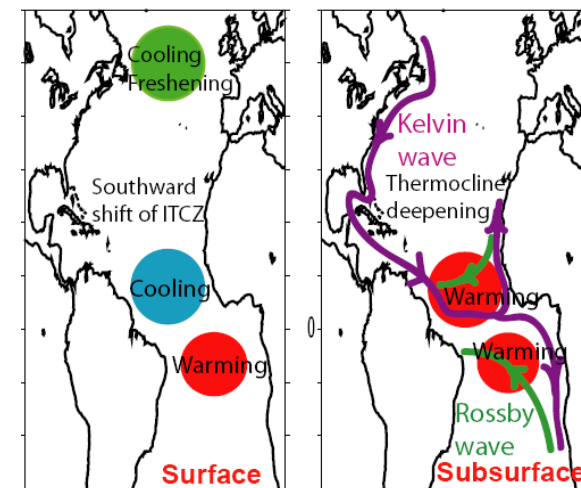 Cooling
Freshening
Southward
shift of ITCZ
Cooling
Warming
Surface
0
Kelvin
wave
Thermocline
deepening
Warming
Warming
Rossby
wave
Subsurface